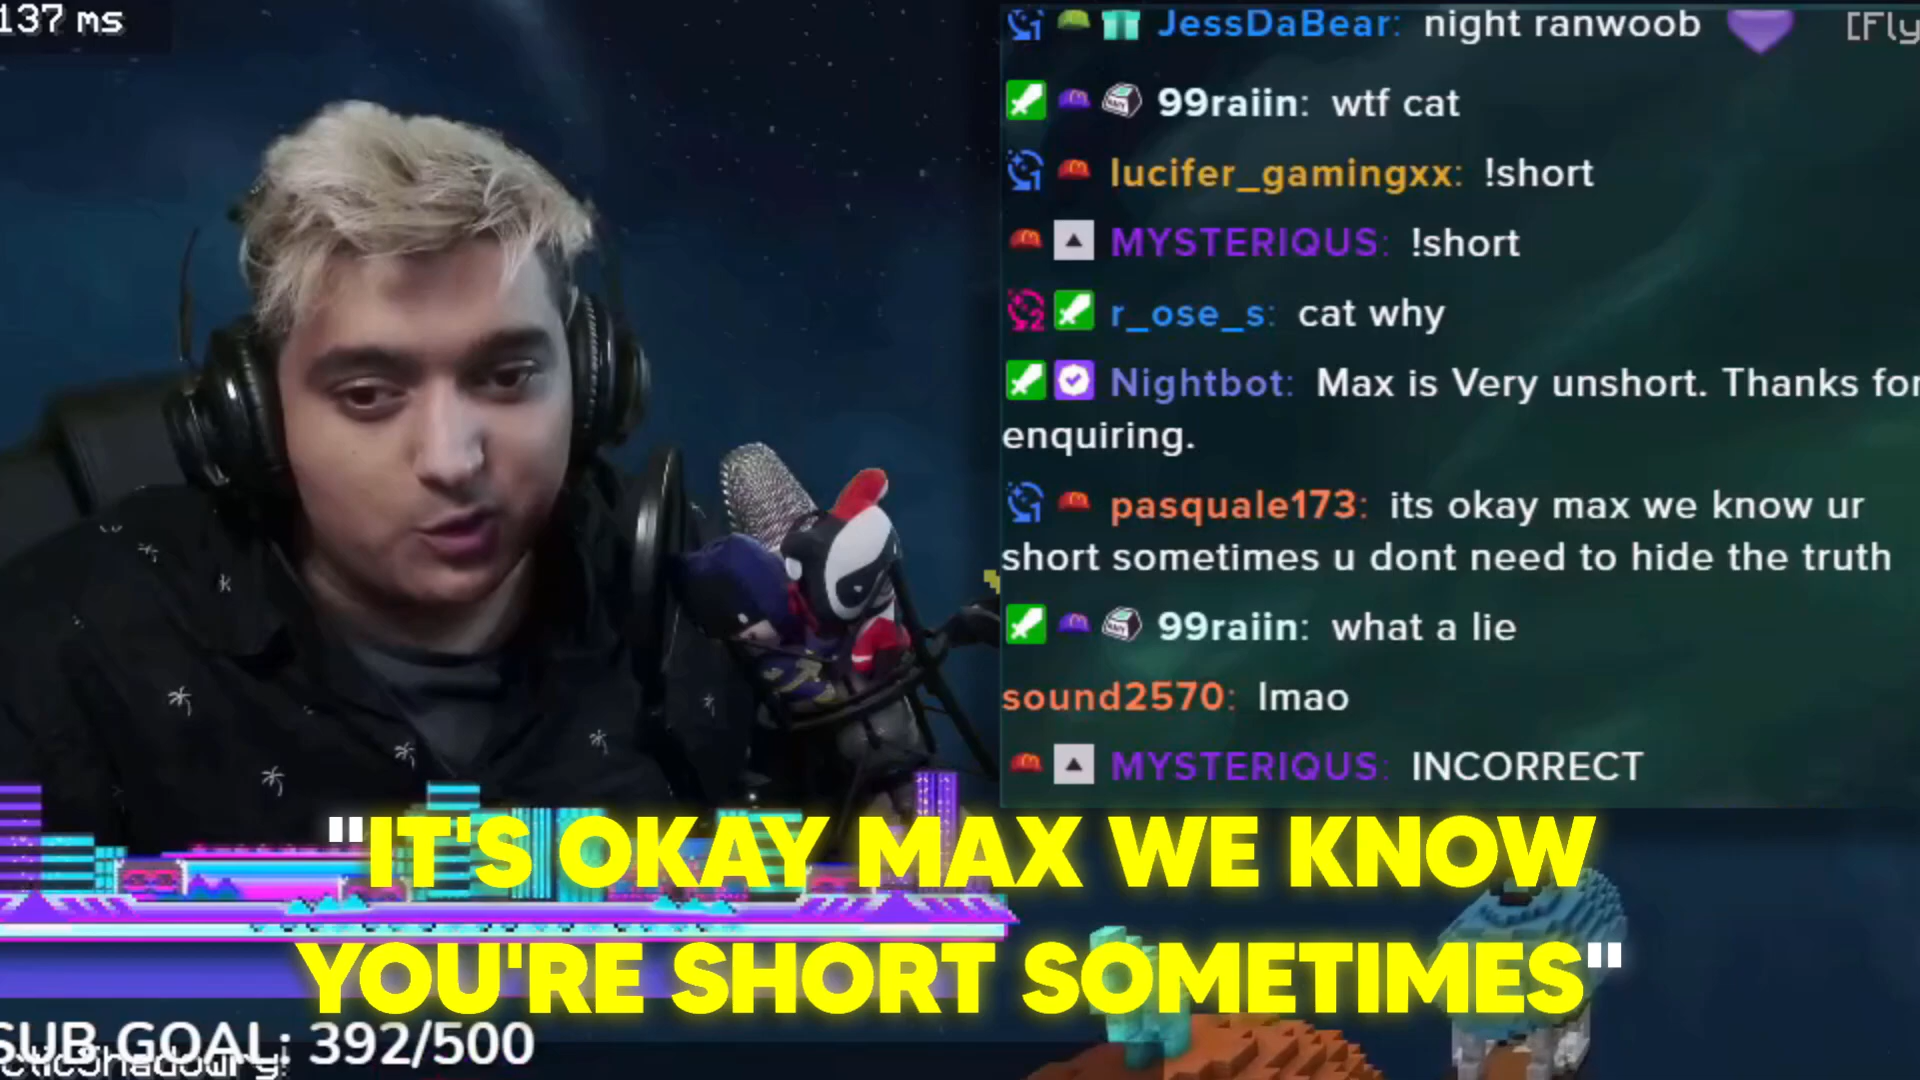 137 ms
JessDaBear: night ranwoob
[Fly
99raiin: wtf cat
lucifer_gamingxx: !short
MYSTERIQUS: !short
r_ose_s: cat why
Nightbot: Max is Very unshort. Thanks for
enquiring.
pasquale173: its okay max we know ur
short sometimes u dont need to hide the truth
99raiin: what a lie
sound2570: lmao
MYSTERIQUS: INCORRECT
"IT'S OKAY MAX WE KNOW
YOU'RE SHORT SOMETIMES"
SUB GOAL: 392/500